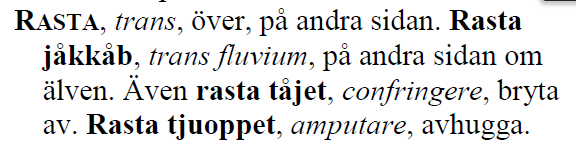 RASTA, trans, över, på andra sidan. Rasta
jåkkåb, trans fluvium, på andra sidan om
älven. Även rasta tåjet, confringere, bryta
av. Rasta tjuoppet, amputare, avhugga.